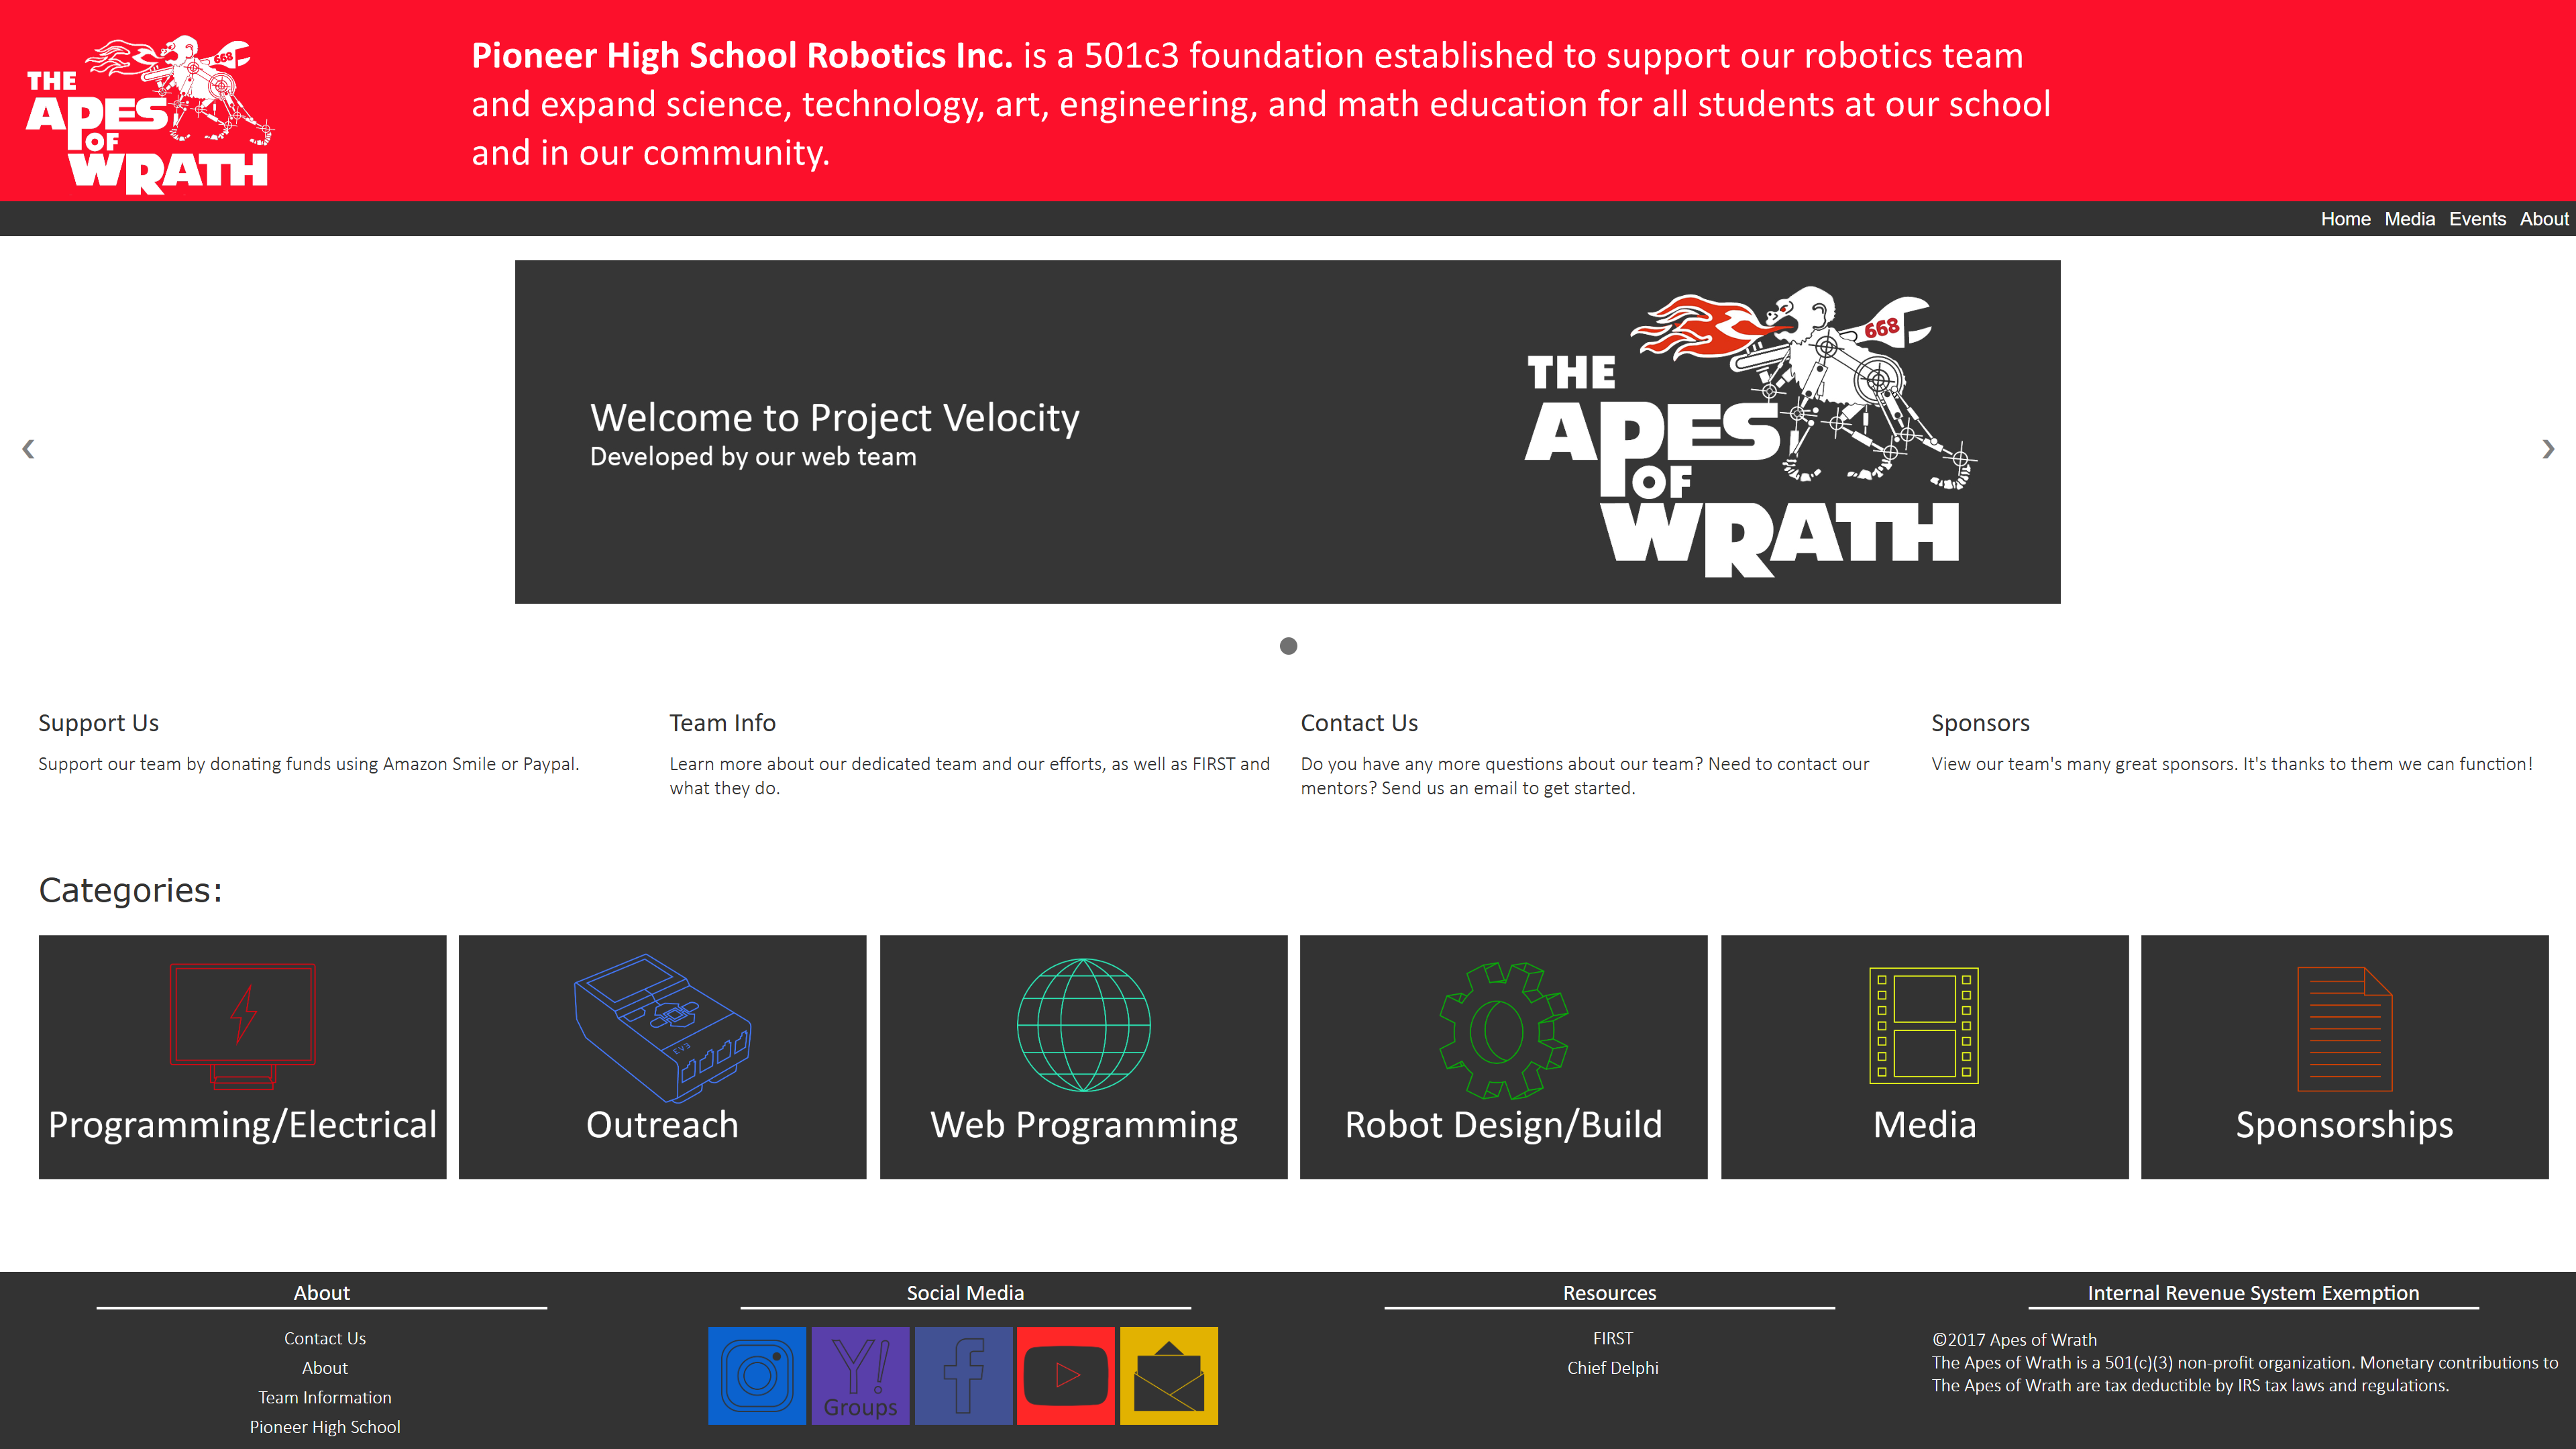 668
THE
APES
OF
WRATH
Pioneer High School Robotics Inc. is a 501c3 foundation established to support our robotics team
and expand science, technology, art, engineering, and math education for all students at our school
and in our community.
Home Media Events About
Welcome to Project Velocity
Developed by our web team
668
THE
APES
OF
WRATH
Support Us
Support our team by donating funds using Amazon Smile or Paypal.
Team Info
Learn more about our dedicated team and our efforts, as well as FIRST and
what they do.
Contact Us
Do you have any more questions about our team? Need to contact our
mentors? Send us an email to get started.
Sponsors
View our team's many great sponsors. It's thanks to them we can function!
Categories:
Programming/Electrical
EV3
Outreach
Web Programming
Robot Design/Build
Media
Sponsorships
About
Contact Us
About
Team Information
Pioneer High School
Social Media
Y!
Groups
f
Resources
FIRST
Chief Delphi
Internal Revenue System Exemption
©2017 Apes of Wrath
The Apes of Wrath is a 501(c)(3) non-profit organization. Monetary contributions to
The Apes of Wrath are tax deductible by IRS tax laws and regulations.